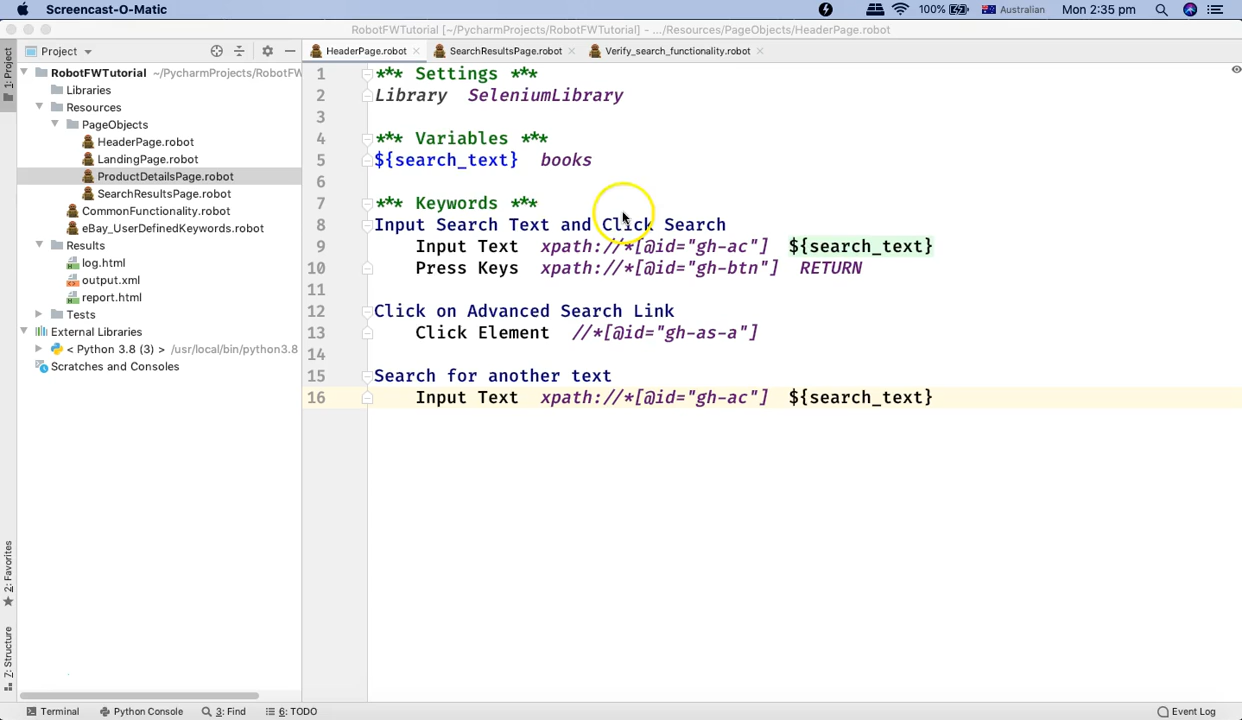 Screencast-O-Matic
100%
Australian
Mon 2:35 pm
RobotFWTutorial [~/PycharmProjects/RobotFWTutorial] - .../Resources/PageObjects/HeaderPage.robot
Project
HeaderPage.robot
SearchResultsPage.robot
Verify_search_functionality.robot
1: Project
RobotFWTutorial ~/PycharmProjects/RobotFW
Libraries
Resources
PageObjects
HeaderPage.robot
LandingPage.robot
ProductDetailsPage.robot
SearchResultsPage.robot
CommonFunctionality.robot
eBay_UserDefinedKeywords.robot
Results
log.html
output.xml
report.html
Tests
External Libraries
< Python 3.8 (3) > /usr/local/bin/python3.8
Scratches and Consoles
1 *** Settings ***
2 Library SeleniumLibrary
3
4 *** Variables ***
5 ${search_text} books
6
7 *** Keywords ***
8 Input Search Text and Click Search
9 Input Text xpath://*[@id="gh-ac"] ${search_text}
10 Press Keys xpath://*[@id="gh-btn"] RETURN
11
12 Click on Advanced Search Link
13 Click Element //*[@id="gh-as-a"]
14
15 Search for another text
16 Input Text xpath://*[@id="gh-ac"] ${search_text}
2: Favorites
Z: Structure
Terminal
Python Console
3: Find
6: TODO
Event Log